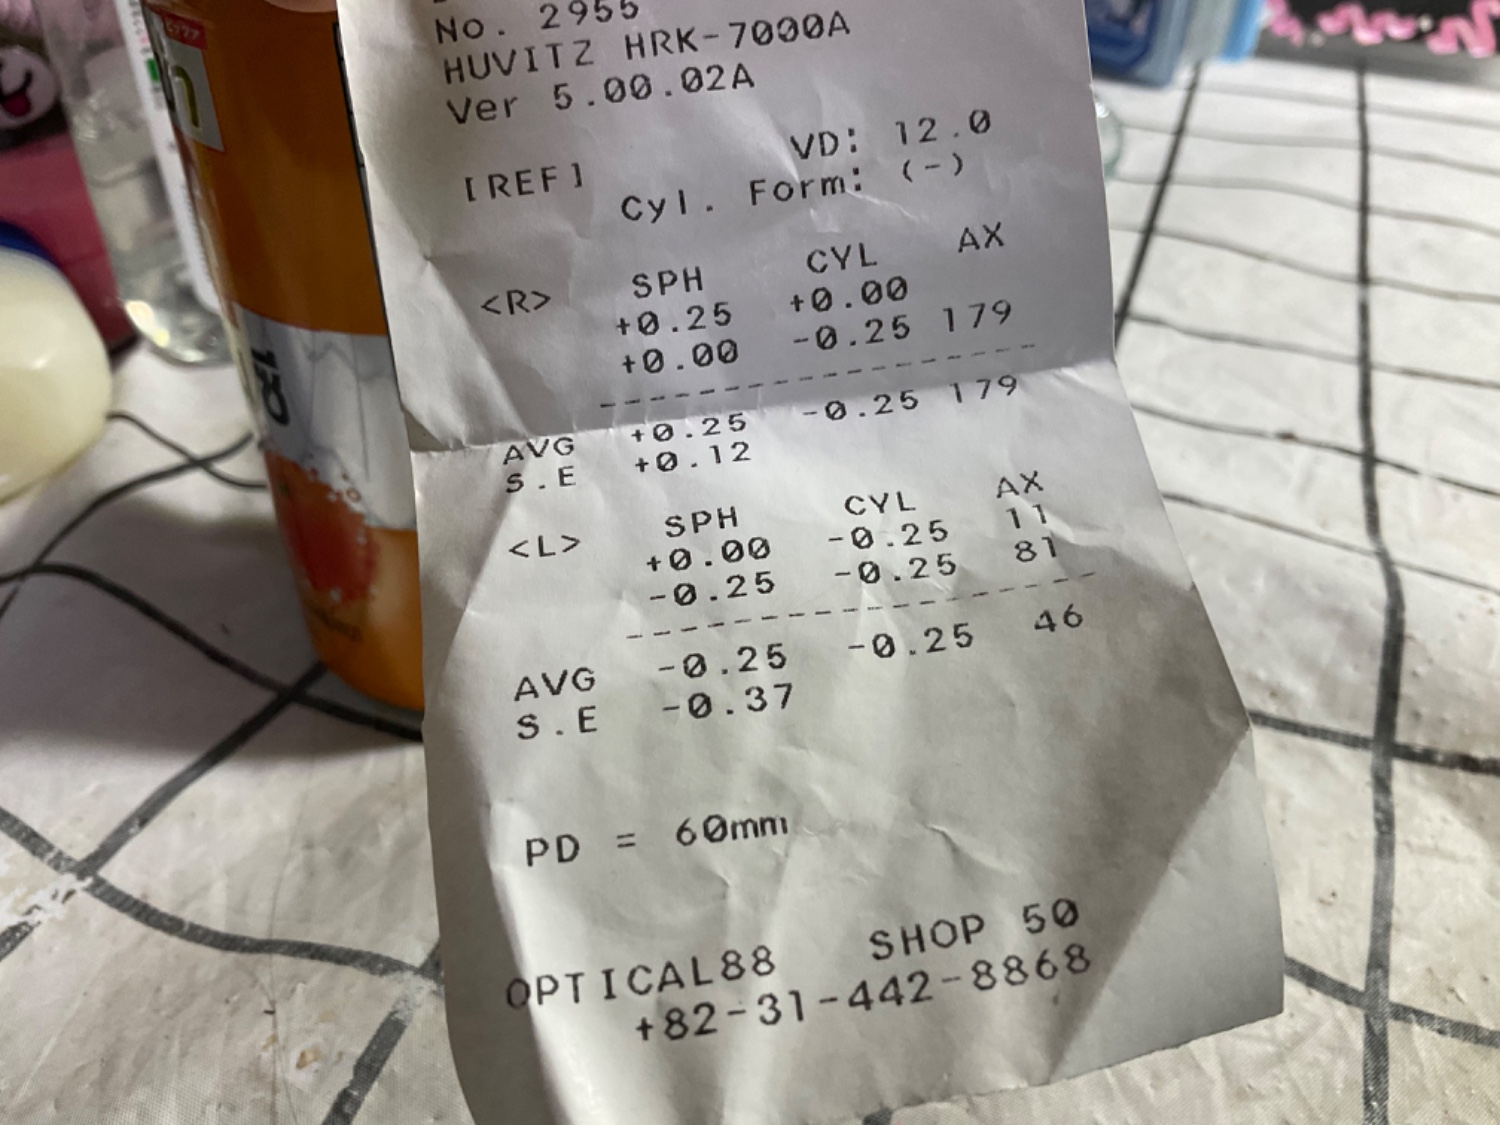 No. 2955
HUVITZ HRK-7000A
Ver 5.00.02A
VD: 12.0
[REF]
Cyl. Form: (-)
<R> SPH CYL AX
+0.25 +0.00
+0.00 -0.25 179
AVG +0.25 -0.25 179
S.E +0.12
<L> SPH CYL AX
+0.00 -0.25 11
-0.25 -0.25 81
AVG -0.25 -0.25 46
S.E -0.37
PD = 60mm
OPTICAL88 SHOP 50
+82-31-442-8868